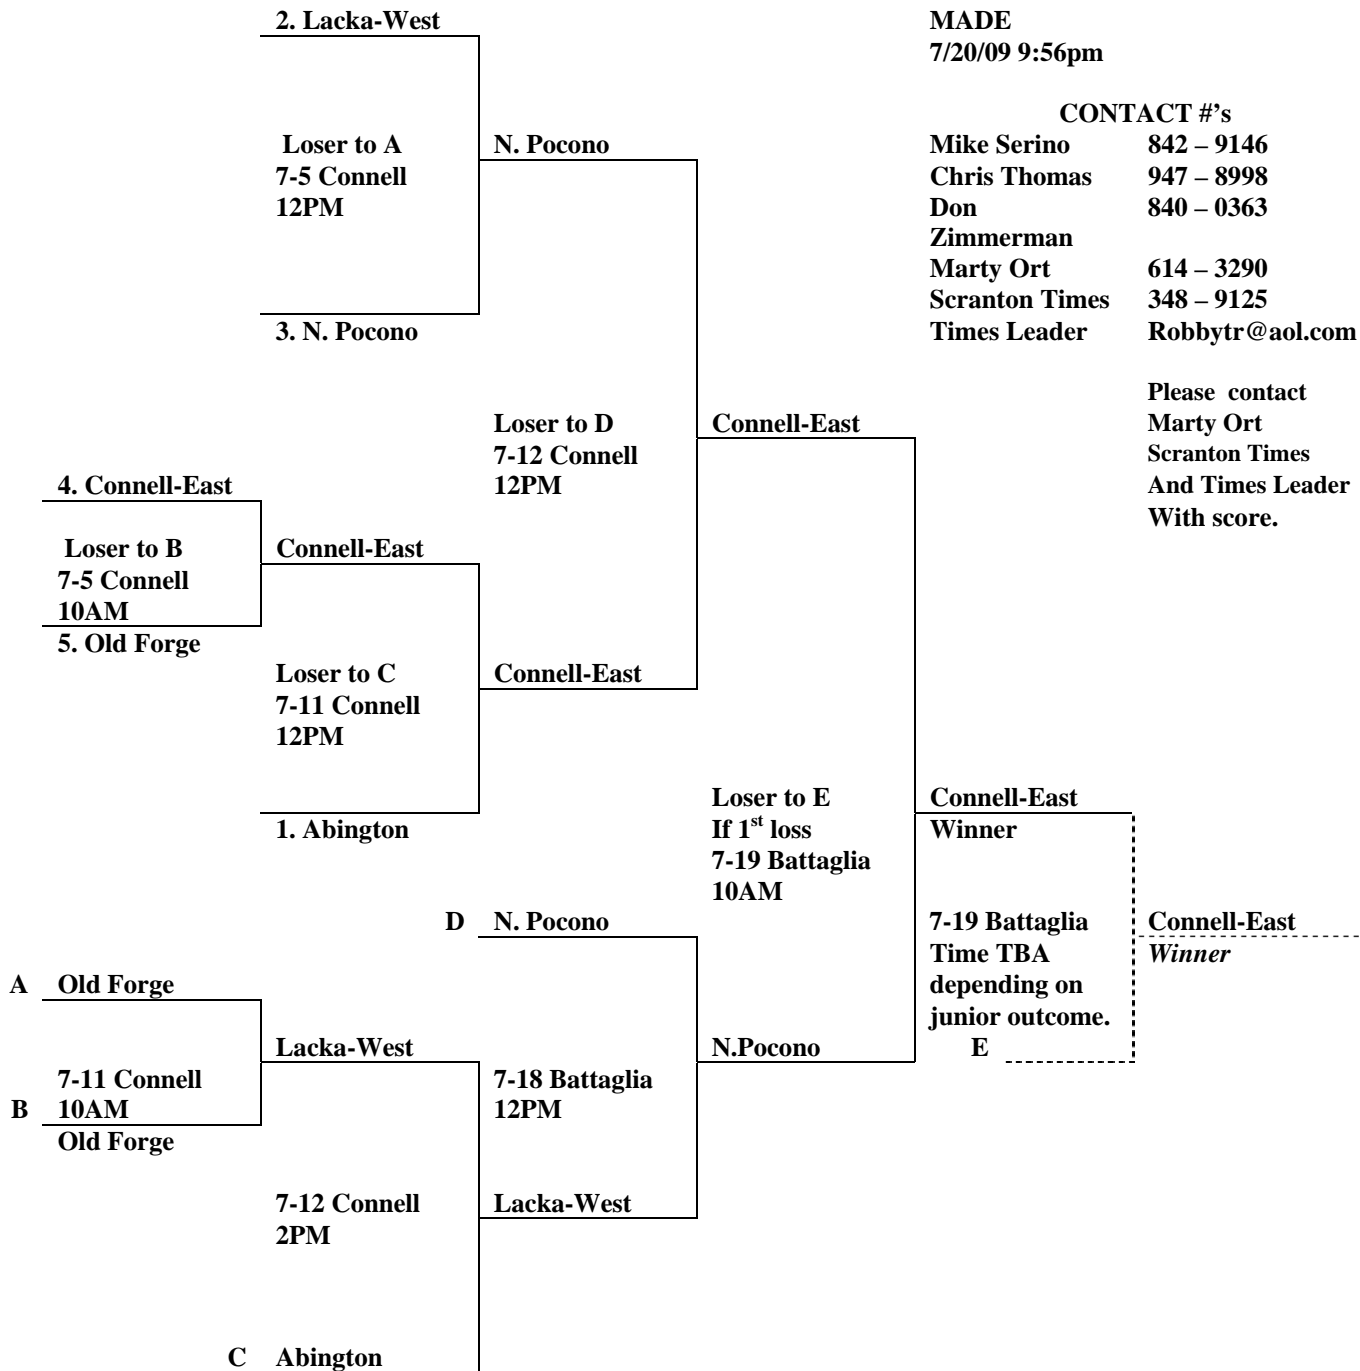 2. Lacka-West
MADE
7/20/09 9:56pm
CONTACT #'s
Mike Serino 842 – 9146
Chris Thomas 947 – 8998
Don Zimmerman 840 – 0363
Marty Ort 614 – 3290
Scranton Times 348 – 9125
Times Leader Robbytr@aol.com
Please contact
Marty Ort
Scranton Times
And Times Leader
With score.
Loser to A
7-5 Connell
12PM
N. Pocono
3. N. Pocono
Loser to D
7-12 Connell
12PM
Connell-East
4. Connell-East
Loser to B
7-5 Connell
10AM
5. Old Forge
Connell-East
Loser to C
7-11 Connell
12PM
Connell-East
1. Abington
Loser to E
If 1st loss
7-19 Battaglia
10AM
Connell-East
Winner
D N. Pocono
7-19 Battaglia
Time TBA
depending on
junior outcome.
E
Connell-East
Winner
A Old Forge
Lacka-West
7-11 Connell
B 10AM
Old Forge
7-18 Battaglia
12PM
N.Pocono
7-12 Connell
2PM
Lacka-West
C Abington